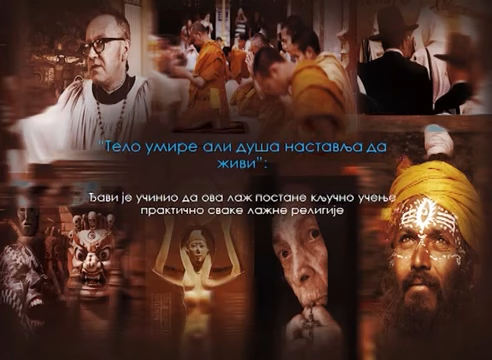 "Тело умире али душа наставља да
живи”:
Ђави је учинио да ова лаж постане кључно учење
практично сваке лажне религије